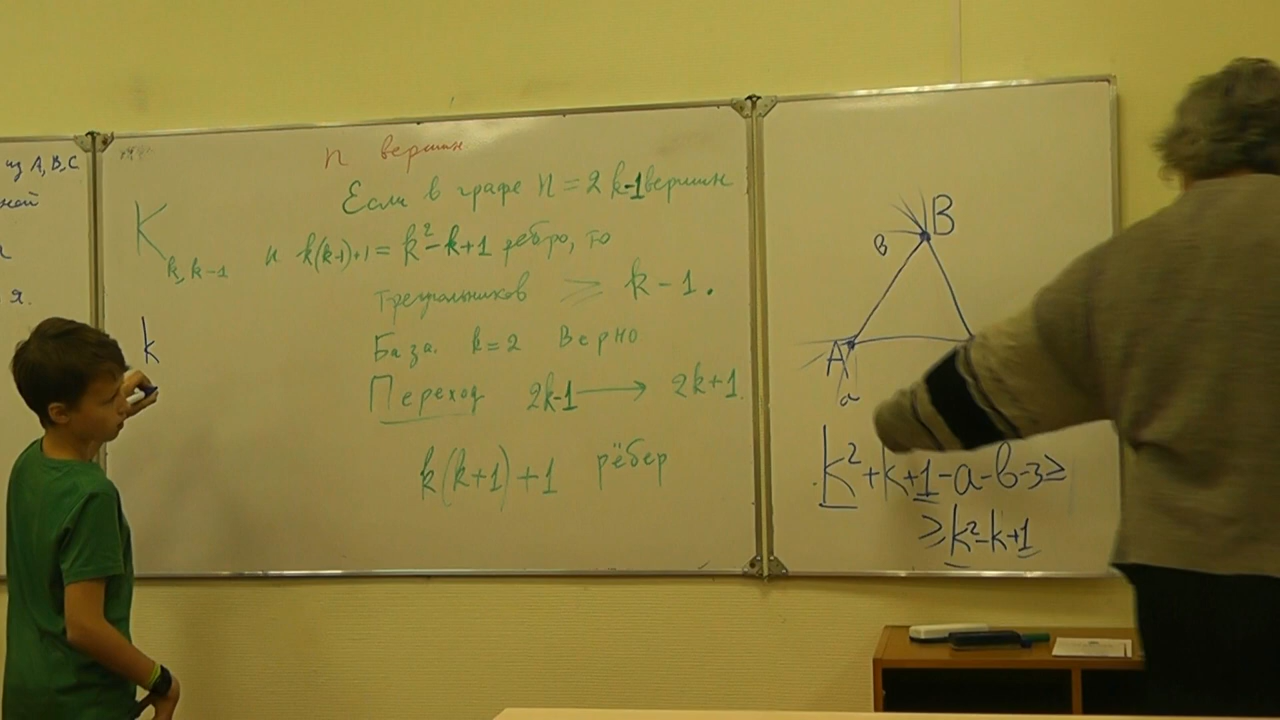 из A, B, C
ной
я.
n вершин
Если в графе n = 2k-1 вершин
K k, k-1
и k(k-1)+1 = k²-k+1 ребро, то
треугольников ≥ k-1.
База. k=2 Верно
k
Переход 2k-1 → 2k+1
k(k+1)+1 рёбер
B
в
A
a
k²+k+1-a-b-3≥
≥k²-k+1